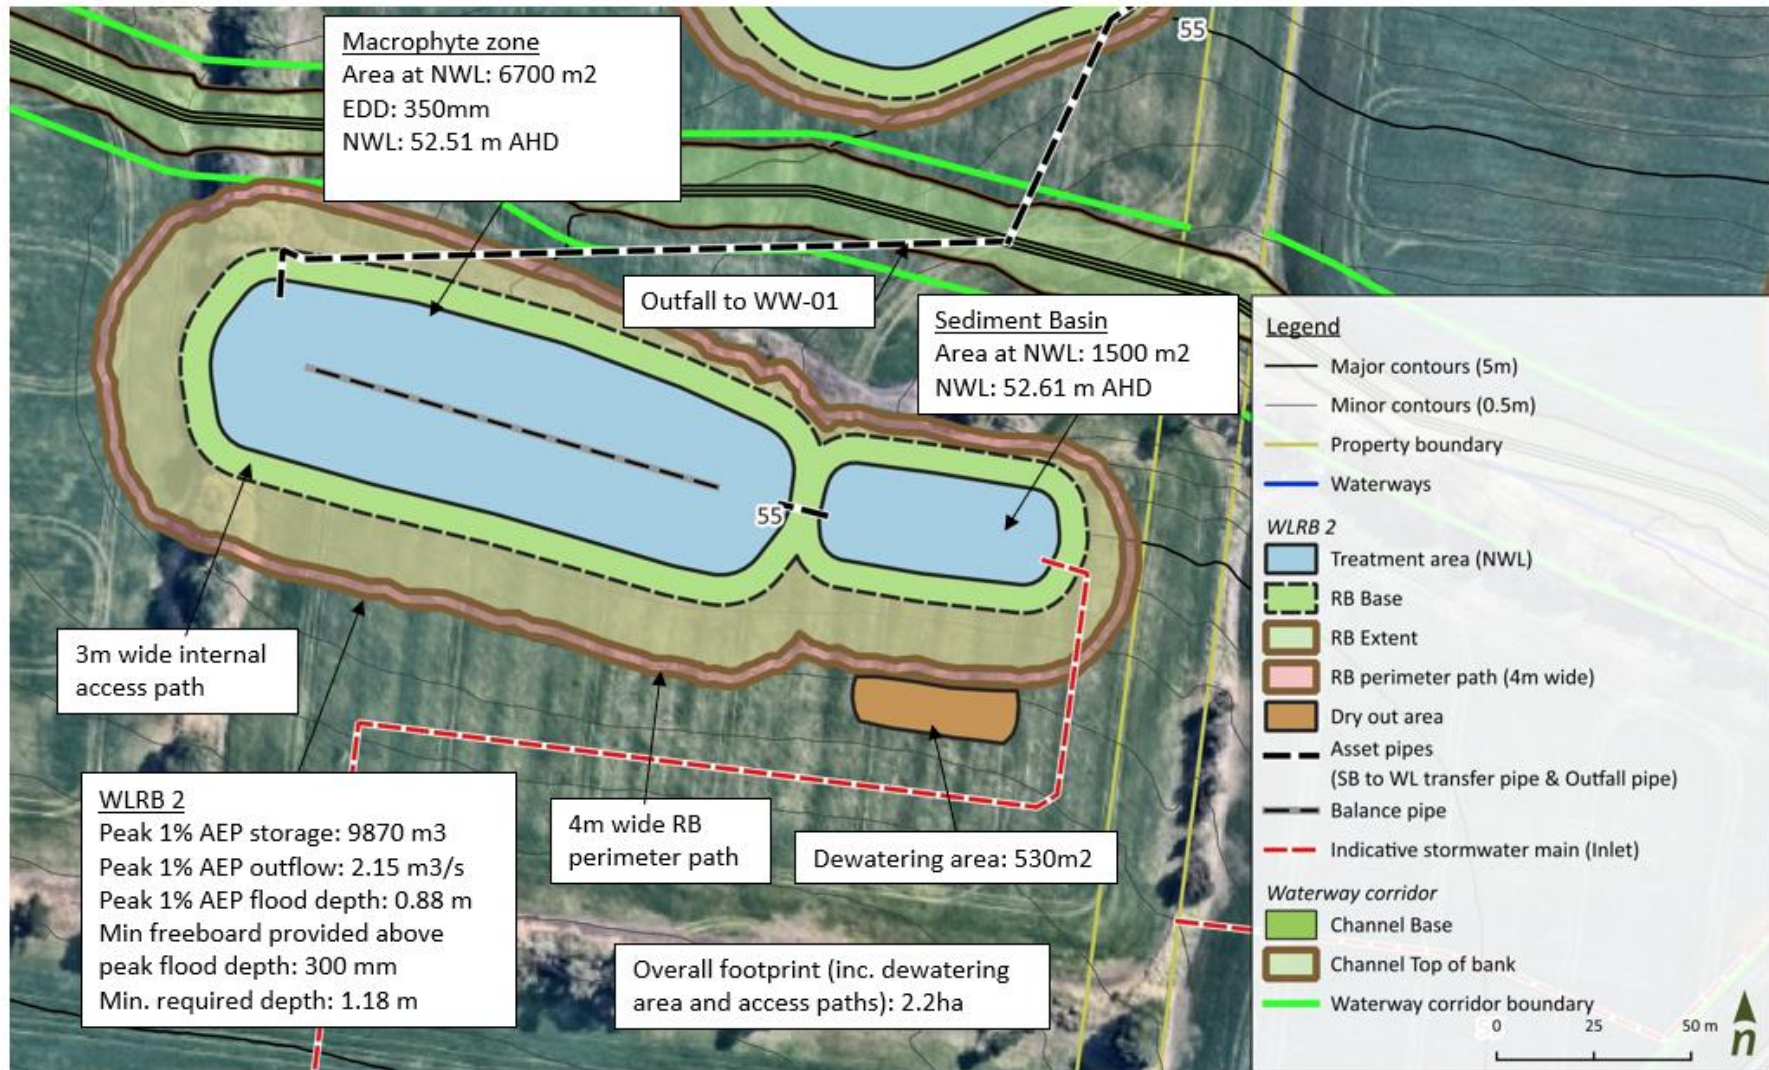 Macrophyte zone
Area at NWL: 6700 m2
EDD: 350mm
NWL: 52.51 m AHD
55
Outfall to WW-01
Sediment Basin
Area at NWL: 1500 m2
NWL: 52.61 m AHD
55
3m wide internal
access path
WLRB 2
Peak 1% AEP storage: 9870 m3
Peak 1% AEP outflow: 2.15 m3/s
Peak 1% AEP flood depth: 0.88 m
Min freeboard provided above
peak flood depth: 300 mm
Min. required depth: 1.18 m
4m wide RB
perimeter path
Dewatering area: 530m2
Overall footprint (inc. dewatering
area and access paths): 2.2ha
Legend
Major contours (5m)
Minor contours (0.5m)
Property boundary
Waterways
WLRB 2
Treatment area (NWL)
RB Base
RB Extent
RB perimeter path (4m wide)
Dry out area
Asset pipes
(SB to WL transfer pipe & Outfall pipe)
Balance pipe
Indicative stormwater main (Inlet)
Waterway corridor
Channel Base
Channel Top of bank
Waterway corridor boundary
0 25 50 m
n